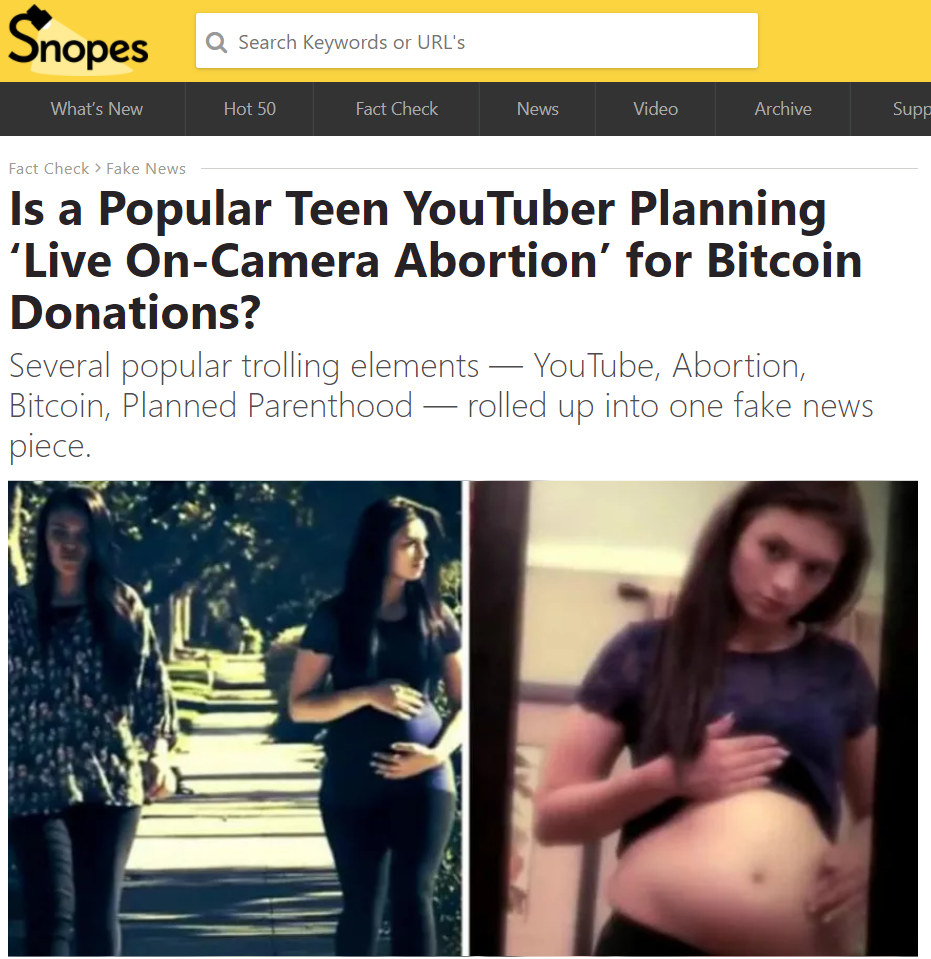 Snopes
Search Keywords or URL's
What's New
Hot 50
Fact Check
News
Video
Archive
Supp
Fact Check > Fake News
Is a Popular Teen YouTuber Planning
‘Live On-Camera Abortion’ for Bitcoin
Donations?
Several popular trolling elements — YouTube, Abortion,
Bitcoin, Planned Parenthood — rolled up into one fake news
piece.